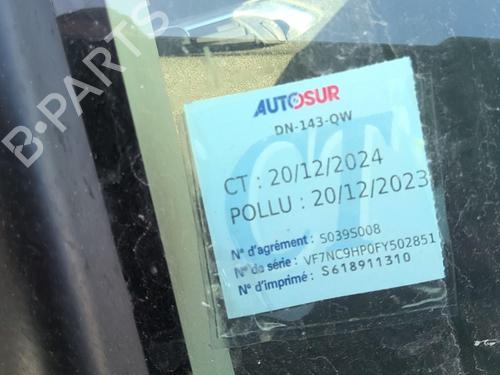 B-PARTS
AUTOSUR
DN-143-QW
CT : 20/12/2024
POLLU : 20/12/2023
N° d'agrément : S039S008
N° de série : VF7NC9HP0FY502851
N° d'imprimé : S618911310